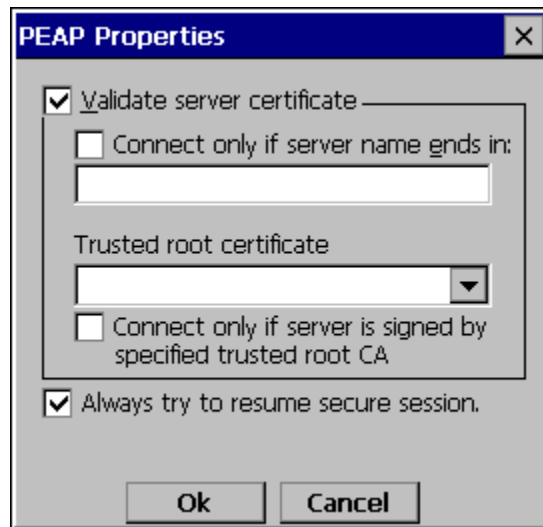 PEAP Properties
Validate server certificate
Connect only if server name ends in:
Trusted root certificate
Connect only if server is signed by
specified trusted root CA
Always try to resume secure session.
Ok Cancel